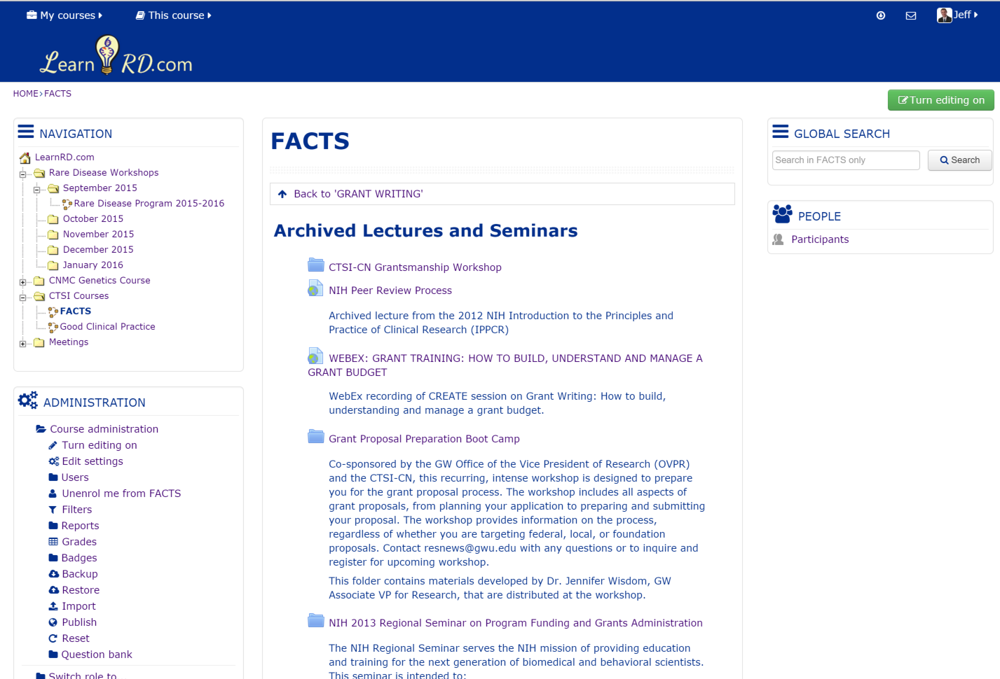 My courses
This course
Jeff
Learn RD.com
HOME›FACTS
Turn editing on
NAVIGATION
LearnRD.com
Rare Disease Workshops
September 2015
Rare Disease Program 2015-2016
October 2015
November 2015
December 2015
January 2016
CNMC Genetics Course
CTSI Courses
FACTS
Good Clinical Practice
Meetings
ADMINISTRATION
Course administration
Turn editing on
Edit settings
Users
Unenrol me from FACTS
Filters
Reports
Grades
Badges
Backup
Restore
Import
Publish
Reset
Question bank
Switch role to...
FACTS
Back to 'GRANT WRITING'
Archived Lectures and Seminars
CTSI-CN Grantsmanship Workshop
NIH Peer Review Process
Archived lecture from the 2012 NIH Introduction to the Principles and
Practice of Clinical Research (IPPCR)
WEBEX: GRANT TRAINING: HOW TO BUILD, UNDERSTAND AND MANAGE A
GRANT BUDGET
WebEx recording of CREATE session on Grant Writing: How to build,
understanding and manage a grant budget.
Grant Proposal Preparation Boot Camp
Co-sponsored by the GW Office of the Vice President of Research (OVPR)
and the CTSI-CN, this recurring, intense workshop is designed to prepare
you for the grant proposal process. The workshop includes all aspects of
grant proposals, from planning your application to preparing and submitting
your proposal. The workshop provides information on the process,
regardless of whether you are targeting federal, local, or foundation
proposals. Contact resnews@gwu.edu with any questions or to inquire and
register for upcoming workshop.
This folder contains materials developed by Dr. Jennifer Wisdom, GW
Associate VP for Research, that are distributed at the workshop.
NIH 2013 Regional Seminar on Program Funding and Grants Administration
The NIH Regional Seminar serves the NIH mission of providing education
and training for the next generation of biomedical and behavioral scientists.
This seminar is intended to:
GLOBAL SEARCH
Search in FACTS only
Search
PEOPLE
Participants